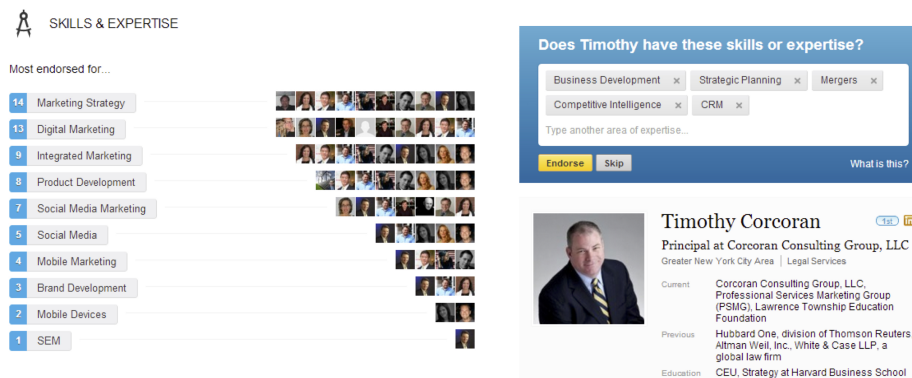 SKILLS & EXPERTISE
Most endorsed for...
14 Marketing Strategy
13 Digital Marketing
9 Integrated Marketing
8 Product Development
7 Social Media Marketing
5 Social Media
4 Mobile Marketing
3 Brand Development
2 Mobile Devices
1 SEM
Does Timothy have these skills or expertise?
Business Development × Strategic Planning × Mergers ×
Competitive Intelligence × CRM ×
Type another area of expertise...
Endorse Skip What is this?
Timothy Corcoran 1st
Principal at Corcoran Consulting Group, LLC
Greater New York City Area | Legal Services
Current Corcoran Consulting Group, LLC,
Professional Services Marketing Group
(PSMG), Lawrence Township Education
Foundation
Previous Hubbard One, division of Thomson Reuters,
Altman Weil, Inc., White & Case LLP, a
global law firm
Education CEU, Strategy at Harvard Business School